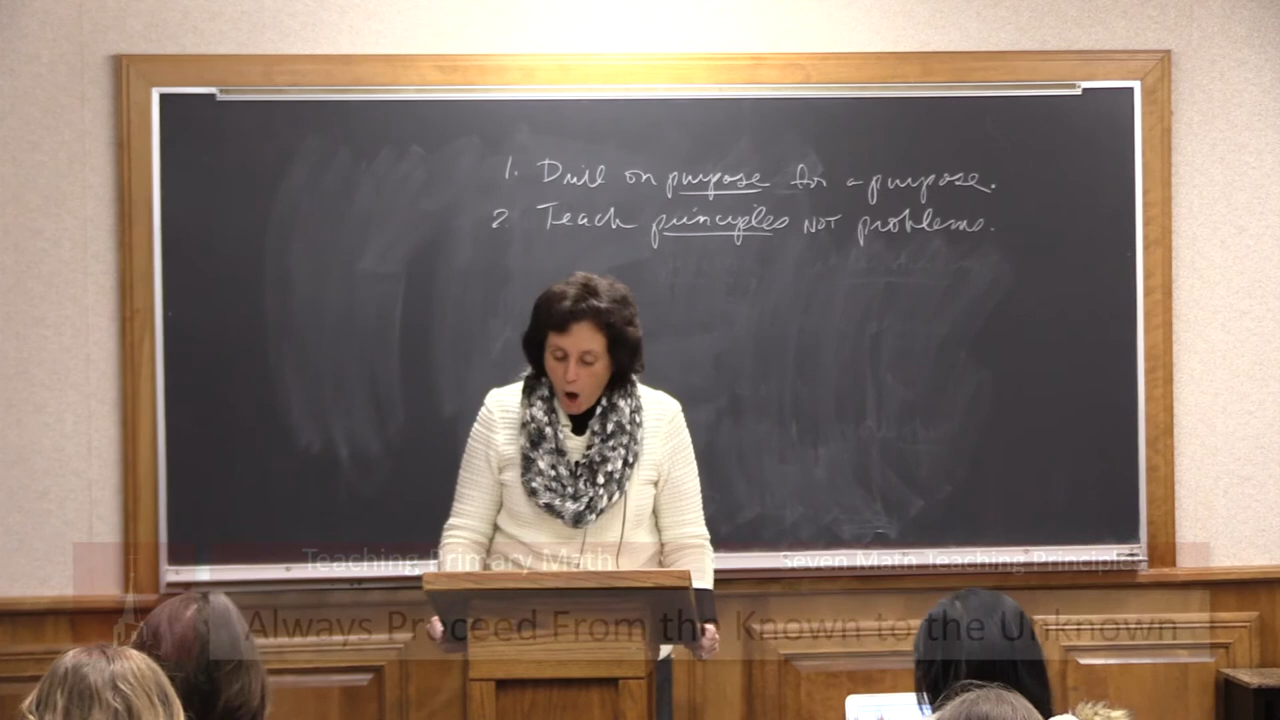 1. Drill on purpose for a purpose.
2. Teach principles NOT problems.
Teaching Primary Math
Seven Math Teaching Principles
Always Proceed From the Known to the Unknown